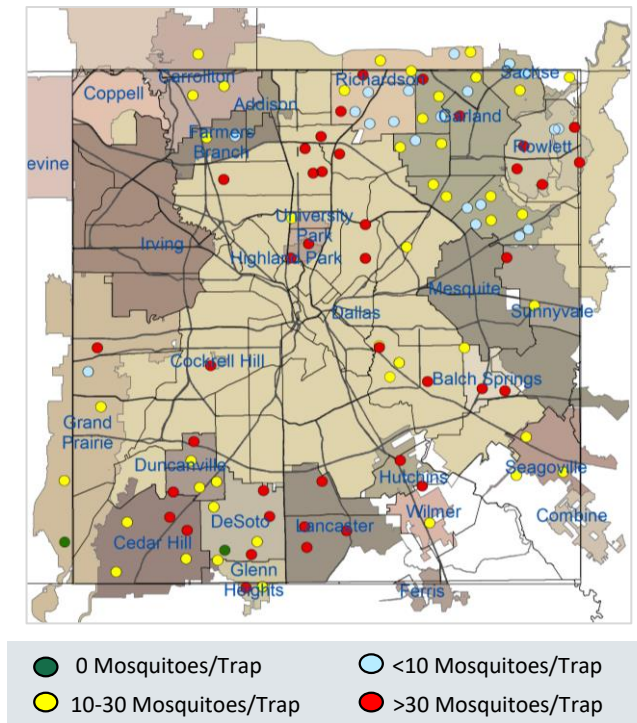 Carrollton
Richardson
Sachse
Coppell
Addison
Garland
Farmers
Branch
Rowlett
evine
University
Park
Irving
Highland Park
Mesquite
Dallas
Sunnyvale
Cockrell Hill
Balch Springs
Grand
Prairie
Duncanville
Hutchins
Seagoville
DeSoto
Lancaster
Wilmer
Combine
Cedar Hill
Glenn
Heights
Ferris
0 Mosquitoes/Trap
<10 Mosquitoes/Trap
10-30 Mosquitoes/Trap
>30 Mosquitoes/Trap